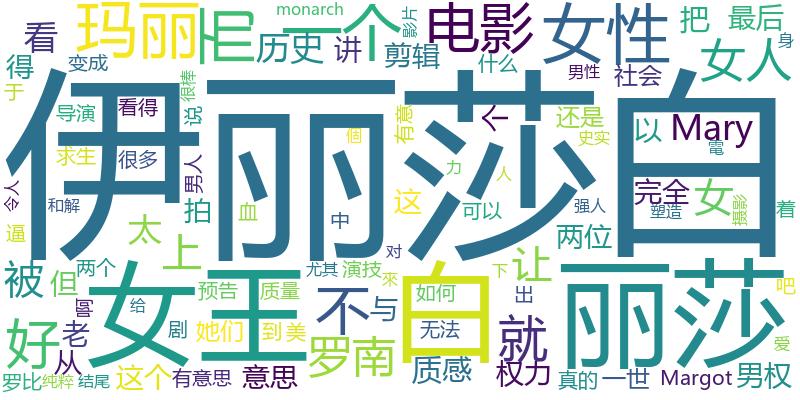 monarch
影片
玛丽
但
一个
电影
女性
把
最后
看
历史
讲
剪辑
什么
身
得
变成
很棒
男性
社会
女人
于
导演
看得
说
有意
个
还是
史实
以
Mary
伊丽莎白
求生
很多
男人
個
電
令人
和解
拍
血
这
力
人
完全
女
摄影
着
逼
太
中
可以
强人
塑造
两位
上
对
被
但
两个
尤其
演技
來
下
让
丽莎
吧
女王
预告
质量
不
与
白
如何
出
爱
好
老
给
剧
她们
到
美
无法
就
从
罗南
质感
权力
罗比
纯粹
结尾
这个
有意思
意思
真的
一世
Margot
男权